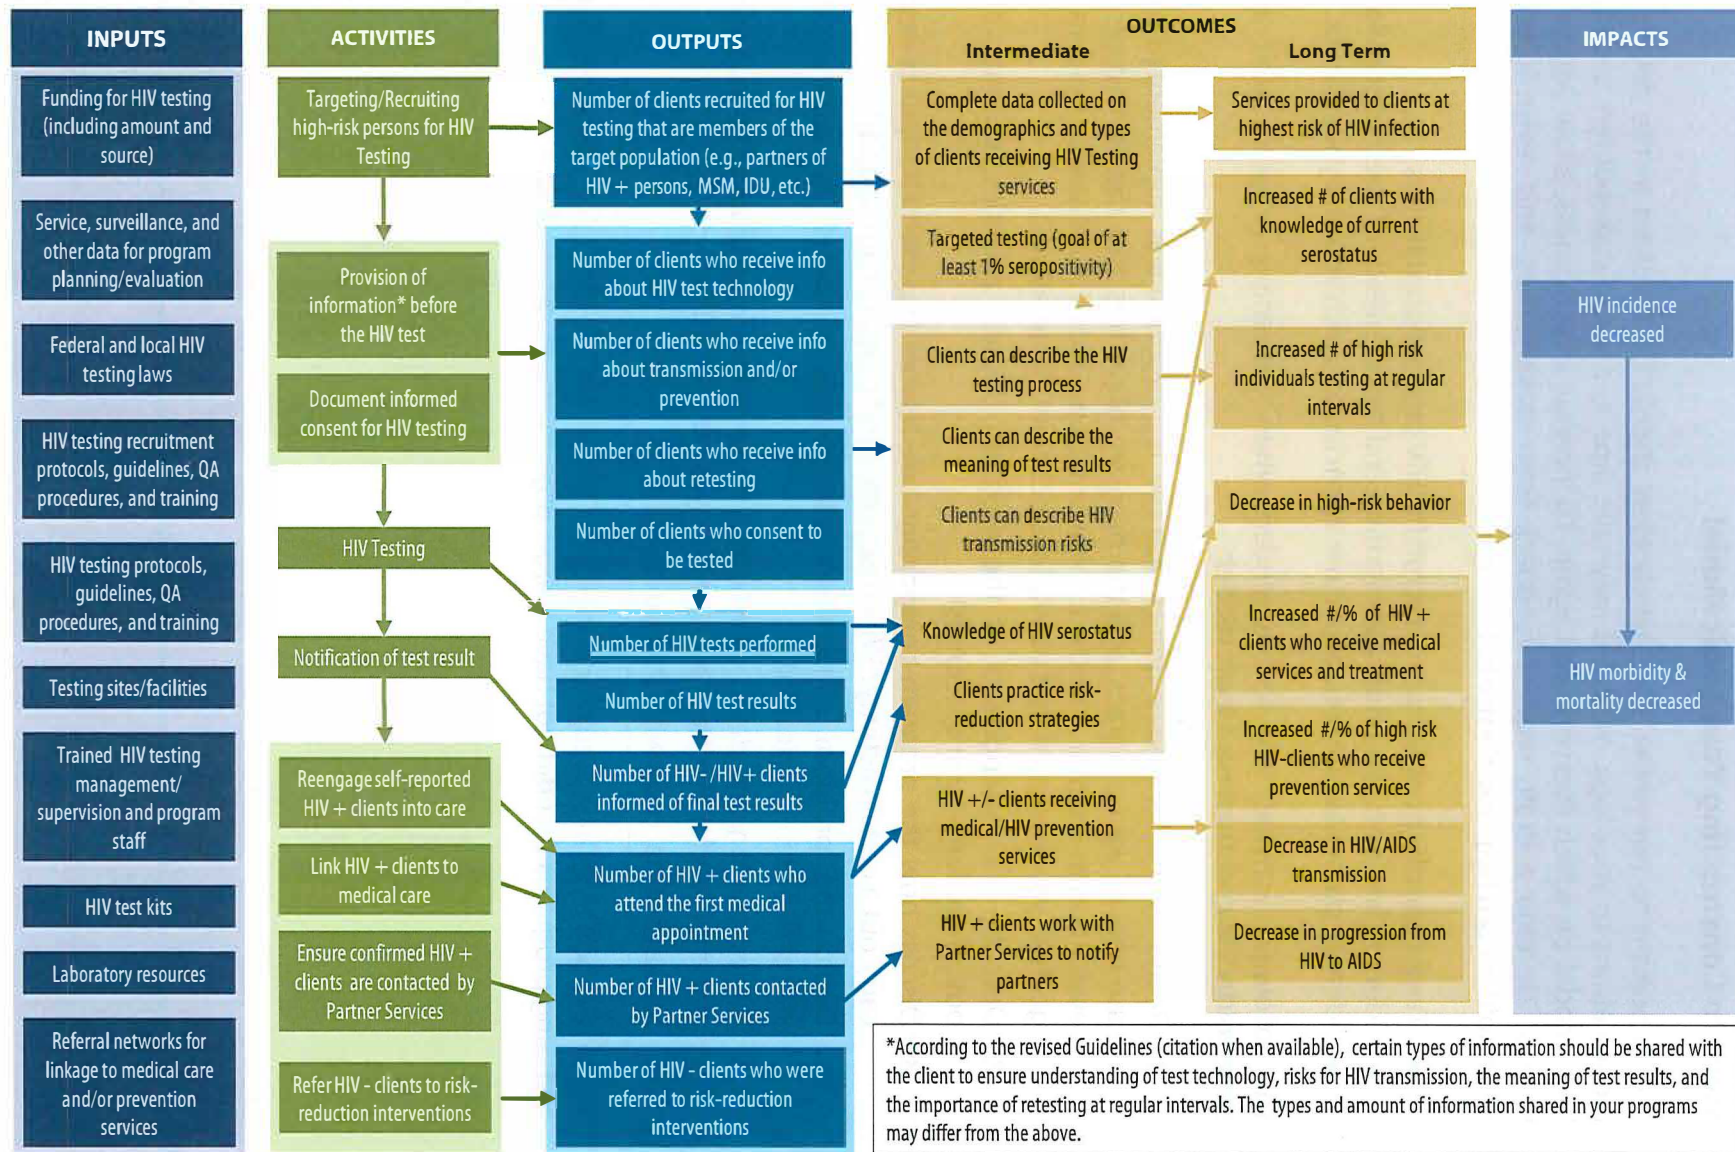 INPUTS
Funding for HIV testing
(including amount and
source)
Service, surveillance, and
other data for program
planning/evaluation
Federal and local HIV
testing laws
HIV testing recruitment
protocols, guidelines, QA
procedures, and training
HIV testing protocols,
guidelines, QA
procedures, and training
Testing sites/facilities
Trained HIV testing
management/
supervision and program
staff
HIV test kits
Laboratory resources
Referral networks for
linkage to medical care
and/or prevention
services
ACTIVITIES
Targeting/Recruiting
high-risk persons for HIV
Testing
Provision of
information* before
the HIV test
Document informed
consent for HIV testing
HIV Testing
Notification of test result
Reengage self-reported
HIV + clients into care
Link HIV + clients to
medical care
Ensure confirmed HIV +
clients are contacted by
Partner Services
Refer HIV - clients to risk-
reduction interventions
OUTPUTS
Number of clients recruited for HIV
testing that are members of the
target population (e.g., partners of
HIV + persons, MSM, IDU, etc.)
Number of clients who receive info
about HIV test technology
Number of clients who receive info
about transmission and/or
prevention
Number of clients who receive info
about retesting
Number of clients who consent to
be tested
Number of HIV tests performed
Number of HIV test results
Number of HIV- /HIV+ clients
informed of final test results
Number of HIV + clients who
attend the first medical
appointment
Number of HIV + clients contacted
by Partner Services
Number of HIV - clients who were
referred to risk-reduction
interventions
OUTCOMES
Intermediate
Complete data collected on
the demographics and types
of clients receiving HIV Testing
services
Targeted testing (goal of at
least 1% seropositivity)
Clients can describe the HIV
testing process
Clients can describe the
meaning of test results
Clients can describe HIV
transmission risks
Knowledge of HIV serostatus
Clients practice risk-
reduction strategies
HIV +/- clients receiving
medical/HIV prevention
services
HIV + clients work with
Partner Services to notify
partners
Long Term
Services provided to clients at
highest risk of HIV infection
Increased # of clients with
knowledge of current
serostatus
Increased # of high risk
individuals testing at regular
intervals
Decrease in high-risk behavior
Increased #/% of HIV +
clients who receive medical
services and treatment
Increased #/% of high risk
HIV-clients who receive
prevention services
Decrease in HIV/AIDS
transmission
Decrease in progression from
HIV to AIDS
IMPACTS
HIV incidence
decreased
HIV morbidity &
mortality decreased
*According to the revised Guidelines (citation when available), certain types of information should be shared with
the client to ensure understanding of test technology, risks for HIV transmission, the meaning of test results, and
the importance of retesting at regular intervals. The types and amount of information shared in your programs
may differ from the above.